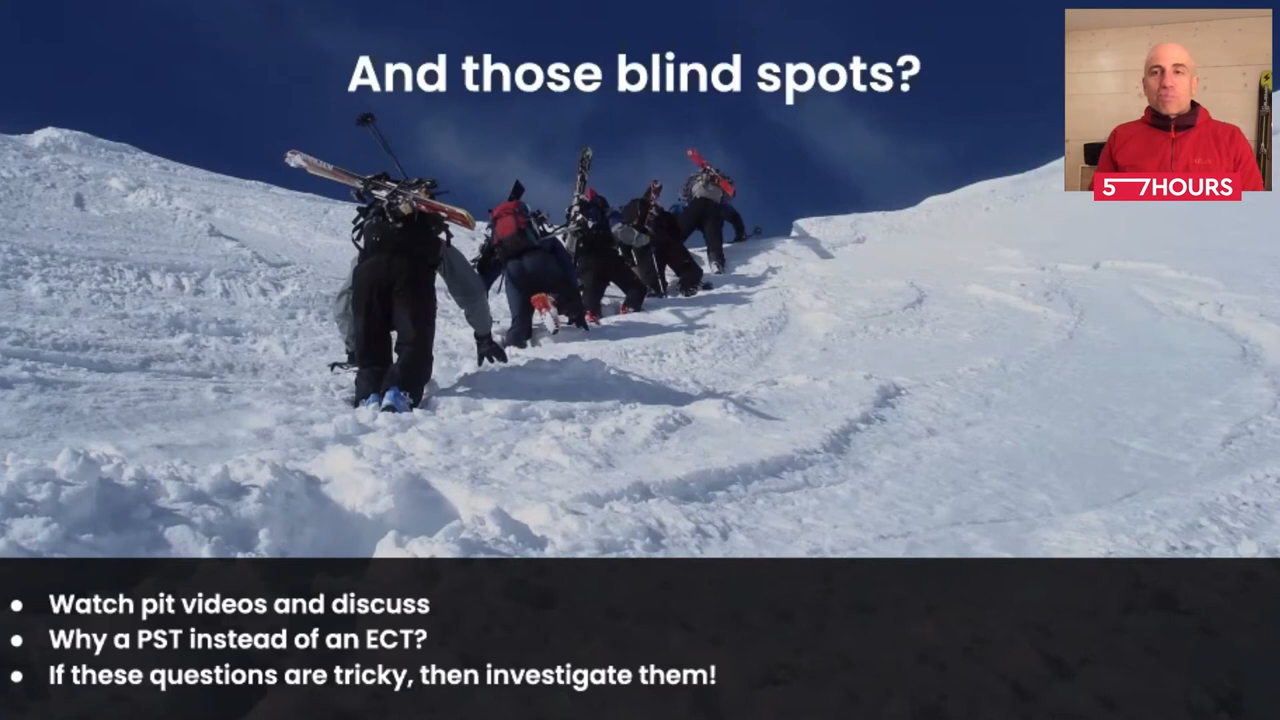 And those blind spots?
5 7HOURS
Watch pit videos and discuss
Why a PST instead of an ECT?
If these questions are tricky, then investigate them!